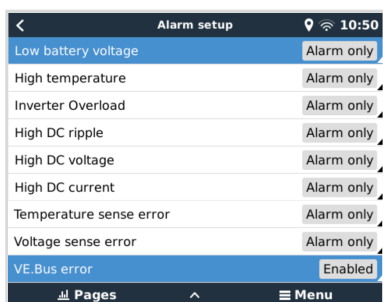 Alarm setup 10:50
Low battery voltage Alarm only
High temperature Alarm only
Inverter Overload Alarm only
High DC ripple Alarm only
High DC voltage Alarm only
High DC current Alarm only
Temperature sense error Alarm only
Voltage sense error Alarm only
VE.Bus error Enabled
Pages Menu